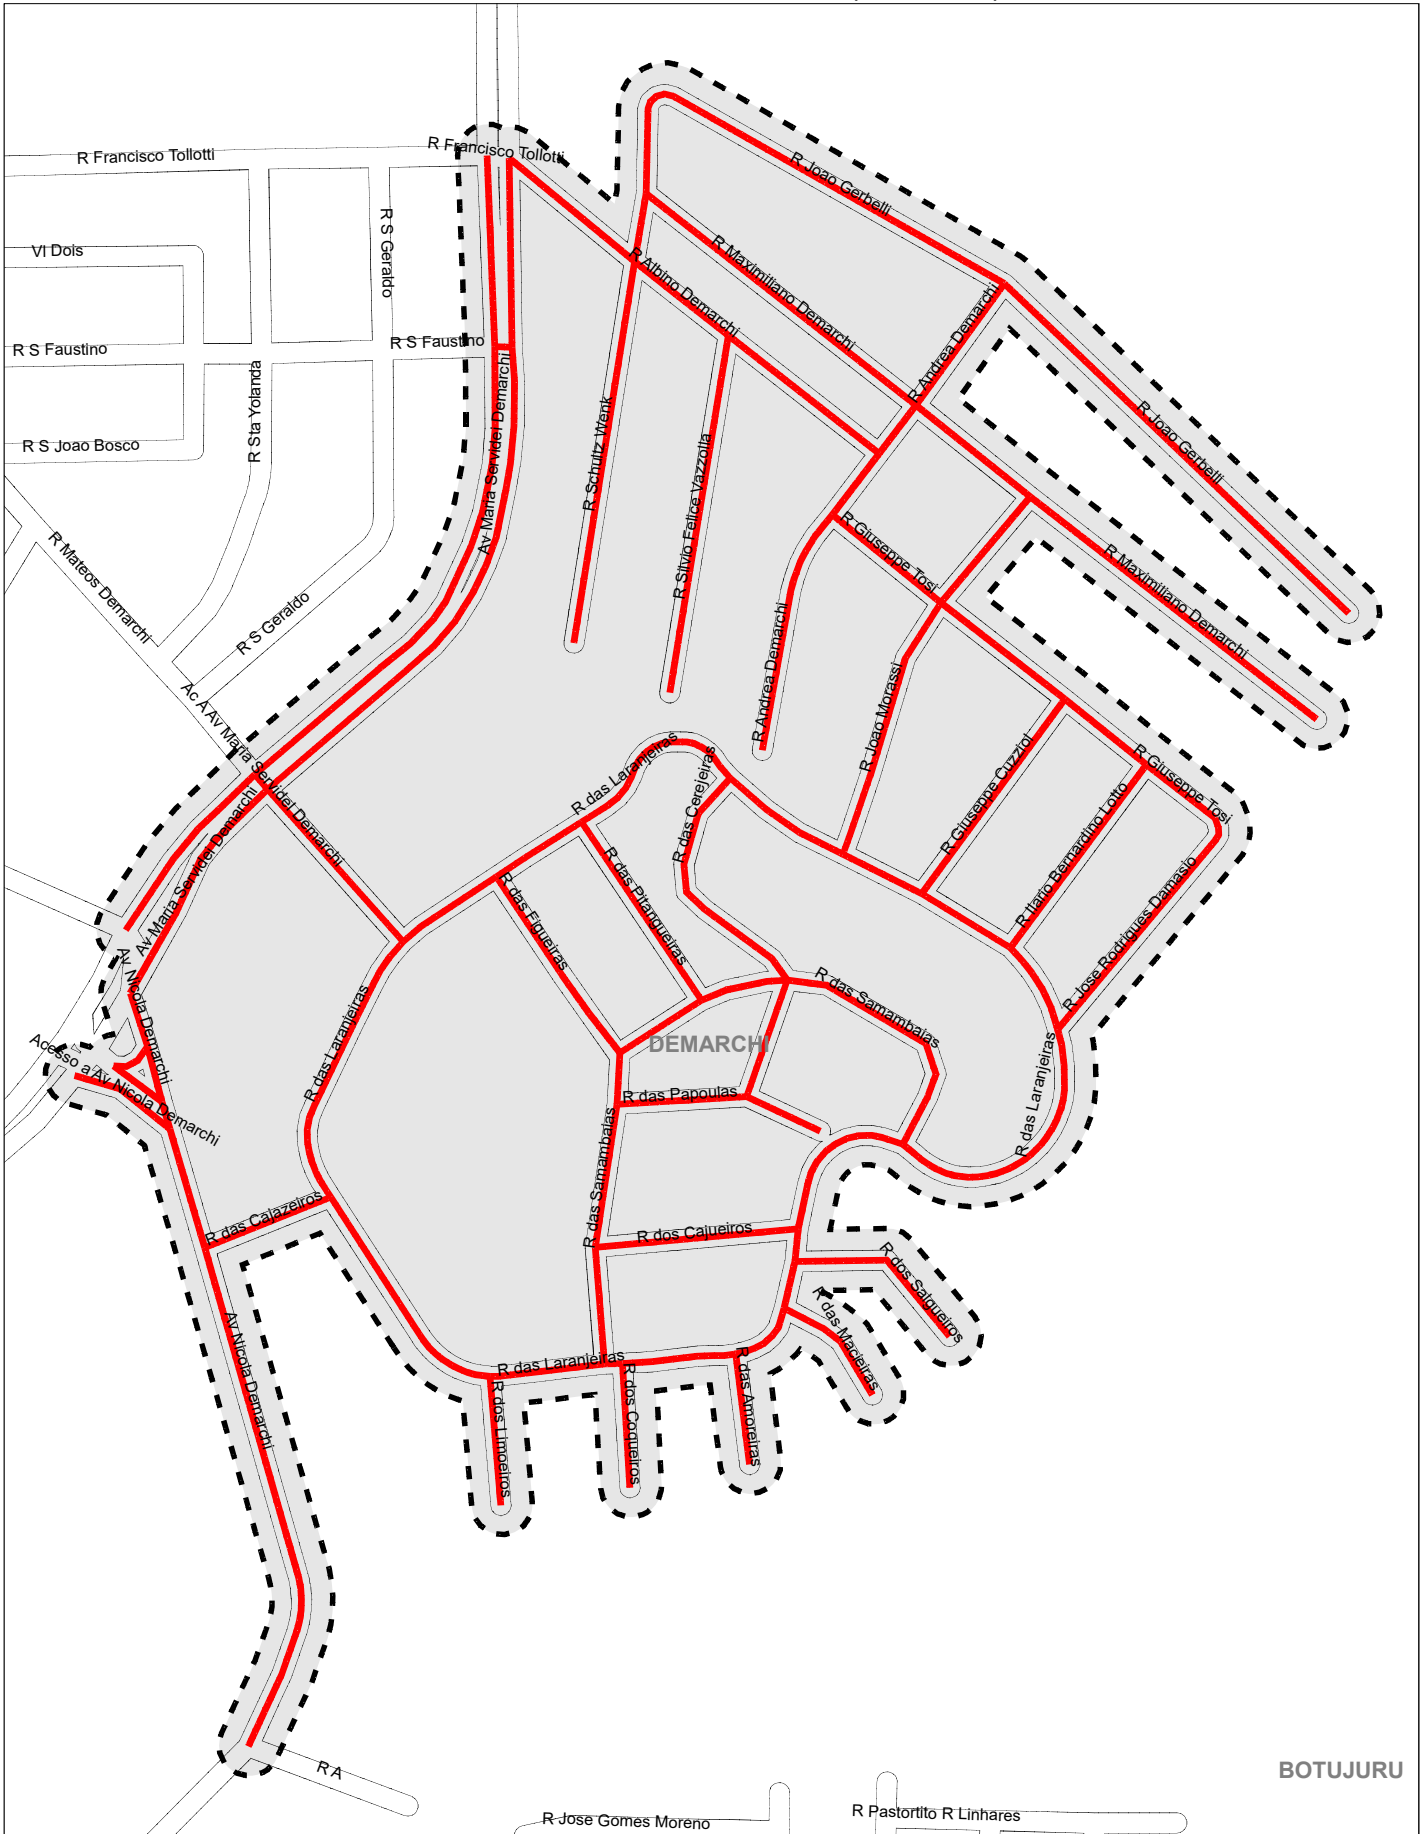 R Francisco Tollotti
R Francisco Tollotti
R Joao Gerbelli
VI Dois
R S Geraldo
R Maximiliano Demarchi
R Albino Demarchi
R Andrea Demarchi
R S Faustino
R S Faustino
R Sta Yolanda
Av Maria Servidei Demarchi
R Schultz Wenk
R Silvio Felice Vazzolla
R Joao Gerbelli
R S Joao Bosco
R Mateos Demarchi
R S Geraldo
R Giuseppe Tosi
R Maximiliano Demarchi
R Andrea Demarchi
R Joao Morassi
Ac A Av Maria Servidei Demarchi
R das Laranjeiras
R das Cerejeiras
R Giuseppe Cuzziol
R Giuseppe Tosi
R Ilario Bernardino Lotto
R Jose Rodrigues Damasio
Av Maria Servidei Demarchi
R das Figueiras
R das Pitangueiras
R das Samambaias
Av Nicola Demarchi
R das Laranjeiras
DEMARCHI
Acesso a Av Nicola Demarchi
R das Papoulas
R das Laranjeiras
R das Samambaias
R das Cajazeiros
R dos Cajueiros
R dos Salgueiros
R das Macieiras
Av Nicola Demarchi
R das Laranjeiras
R dos Limoeiros
R dos Coqueiros
R das Amoreiras
R A
BOTUJURU
R Jose Gomes Moreno
R Pastortito R Linhares